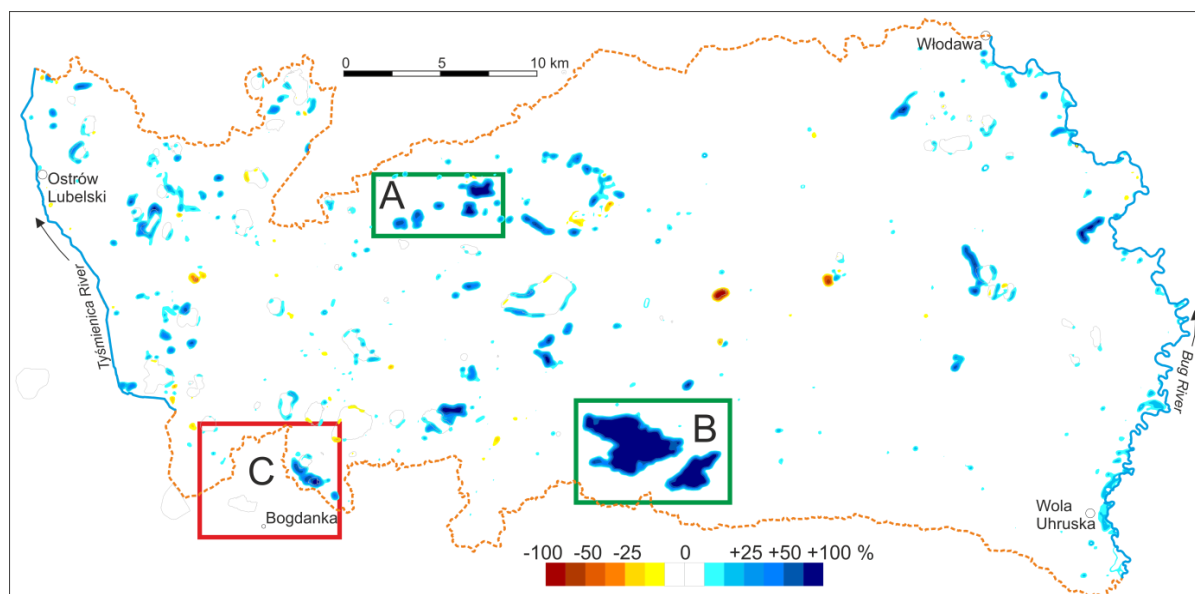 Włodawa
0 5 10 km
Ostrów
Lubelski
A
Tyśmienica River
Bug River
B
C
Bogdanka
Wola
Uhruska
-100 -50 -25 0 +25 +50 +100 %